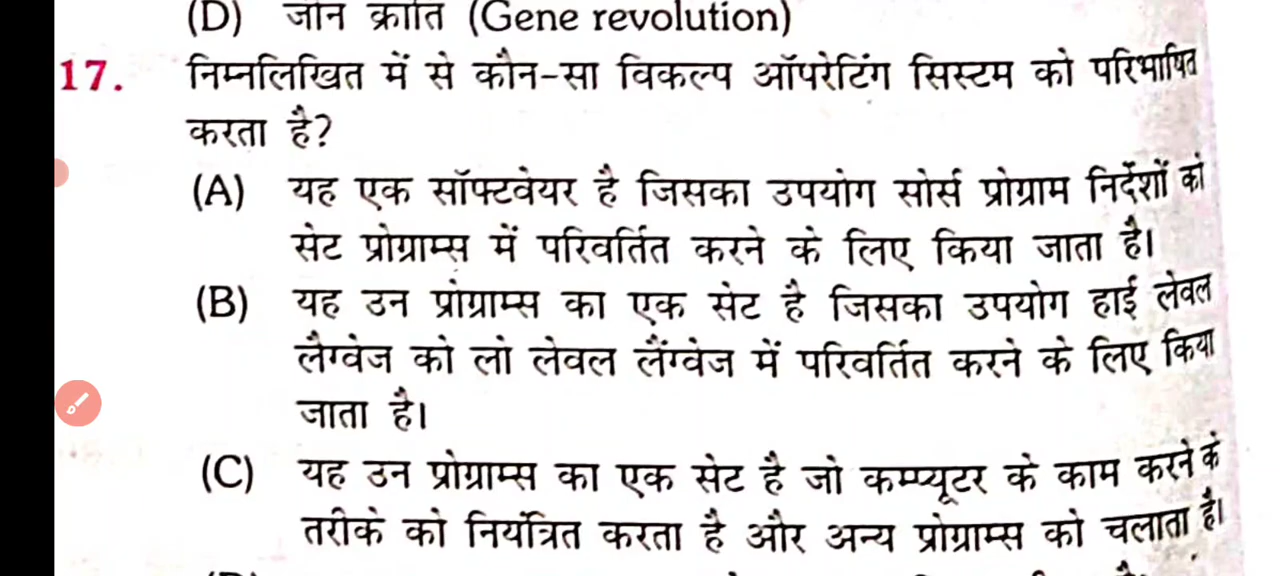 (D) जीन क्रांति (Gene revolution)
17. निम्नलिखित में से कौन-सा विकल्प ऑपरेटिंग सिस्टम को परिभाषित
करता है?
(A) यह एक सॉफ्टवेयर है जिसका उपयोग सोर्स प्रोग्राम निर्देशों को
सेट प्रोग्राम्स में परिवर्तित करने के लिए किया जाता है।
(B) यह उन प्रोग्राम्स का एक सेट है जिसका उपयोग हाई लेवल
लैंग्वेज को लो लेवल लैंग्वेज में परिवर्तित करने के लिए किया
जाता है।
(C) यह उन प्रोग्राम्स का एक सेट है जो कम्प्यूटर के काम करने के
तरीके को नियंत्रित करता है और अन्य प्रोग्राम्स को चलाता है।